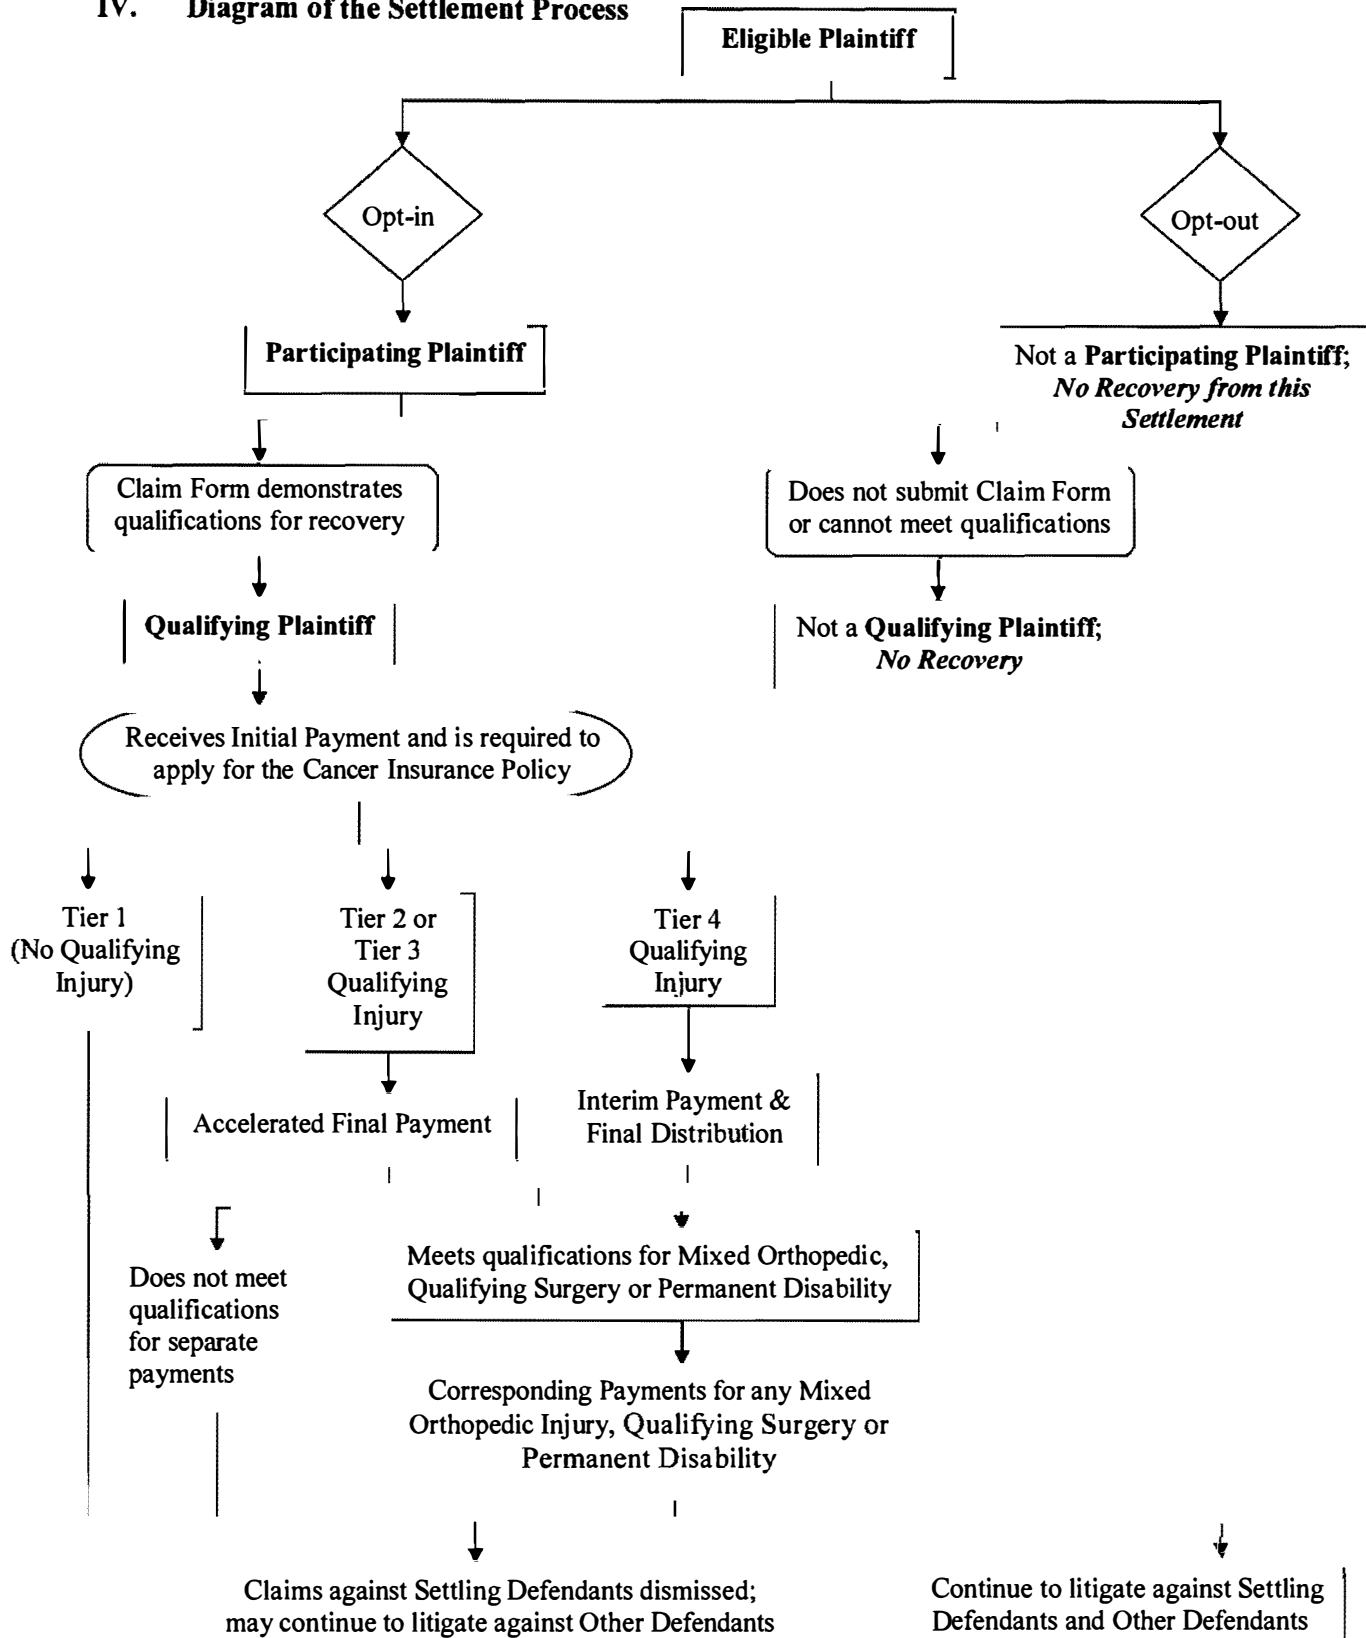 IV. Diagram of the Settlement Process
Eligible Plaintiff
Opt-in
Opt-out
Participating Plaintiff
Not a Participating Plaintiff;
No Recovery from this
Settlement
Claim Form demonstrates
qualifications for recovery
Does not submit Claim Form
or cannot meet qualifications
Qualifying Plaintiff
Not a Qualifying Plaintiff;
No Recovery
Receives Initial Payment and is required to
apply for the Cancer Insurance Policy
Tier 1
(No Qualifying
Injury)
Tier 2 or
Tier 3
Qualifying
Injury
Tier 4
Qualifying
Injury
Accelerated Final Payment
Interim Payment &
Final Distribution
Does not meet
qualifications
for separate
payments
Meets qualifications for Mixed Orthopedic,
Qualifying Surgery or Permanent Disability
Corresponding Payments for any Mixed
Orthopedic Injury, Qualifying Surgery or
Permanent Disability
Claims against Settling Defendants dismissed;
may continue to litigate against Other Defendants
Continue to litigate against Settling
Defendants and Other Defendants